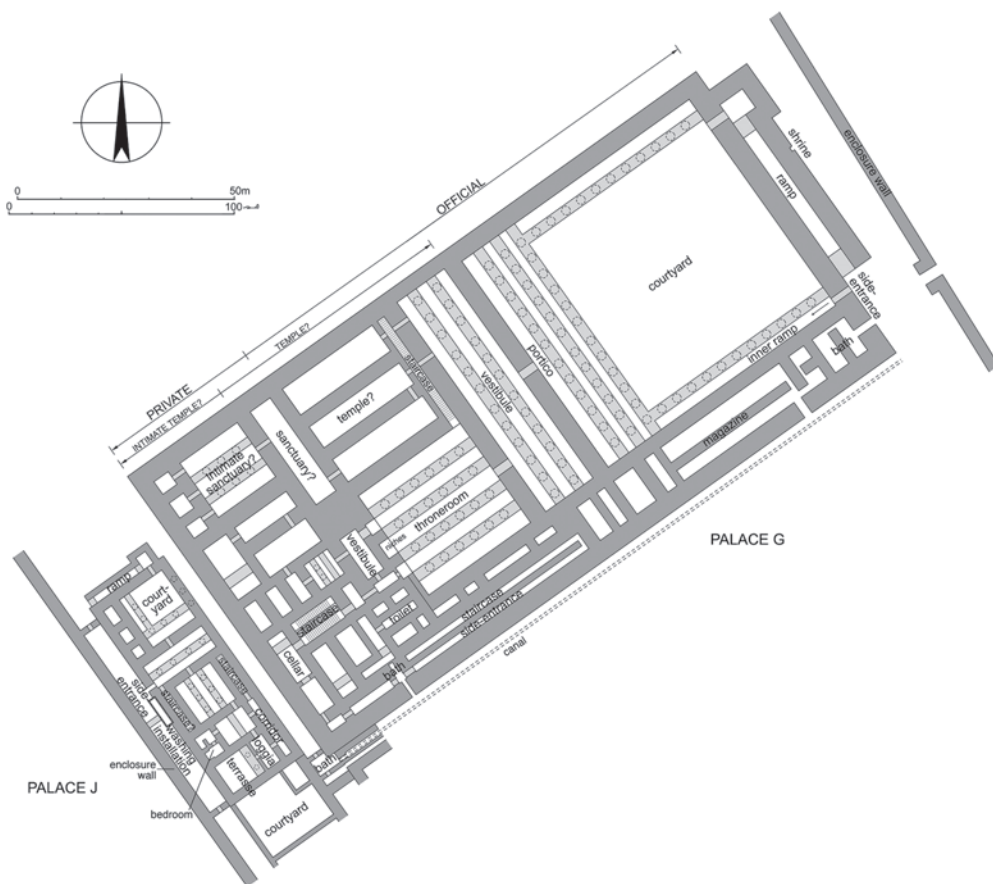 0 50m
0 100
OFFICIAL
TEMPLE?
PRIVATE
INTIMATE TEMPLE?
enclosure wall
shrine
ramp
side-
entrance
courtyard
inner ramp
bath
portico
vestibule
staircase
magazine
temple?
sanctuary?
intimate
sanctuary?
throneroom
niches
vestibule
toilet
staircase
staircase
side-entrance
canal
cellar
bath
PALACE G
ramp
court-
yard
staircase
side-
entrance
staircase?
washing
installation
corridor
loggia
terrasse
bath
enclosure
wall
bedroom
courtyard
PALACE J